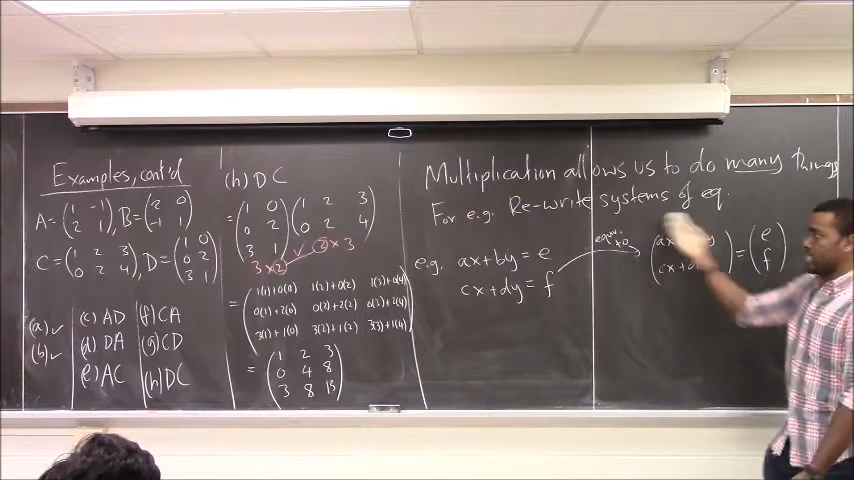 Examples, cont'd
A = (1 -1; 2 1), B = (2 0; -1 1)
C = (1 2 3; 0 2 4), D = (1 0; 0 2; 3 1)
(a) ✓
(b) ✓
(c) AD
(d) DA
(e) AC
(f) CA
(g) CD
(h) DC
(h) DC
= (1 0; 0 2; 3 1) (1 2 3; 0 2 4)
3 x 2 ✓ 2 x 3
= (1(1)+0(0) 1(2)+0(2) 1(3)+0(4)
0(1)+2(0) 0(2)+2(2) 0(3)+2(4)
3(1)+1(0) 3(2)+1(2) 3(3)+1(4))
= (1 2 3
0 4 8
3 8 13)
Multiplication allows us to do many things
For e.g. Re-write systems of eq.
e.g. ax+by = e
cx+dy = f
equiv. to
= (e
f)